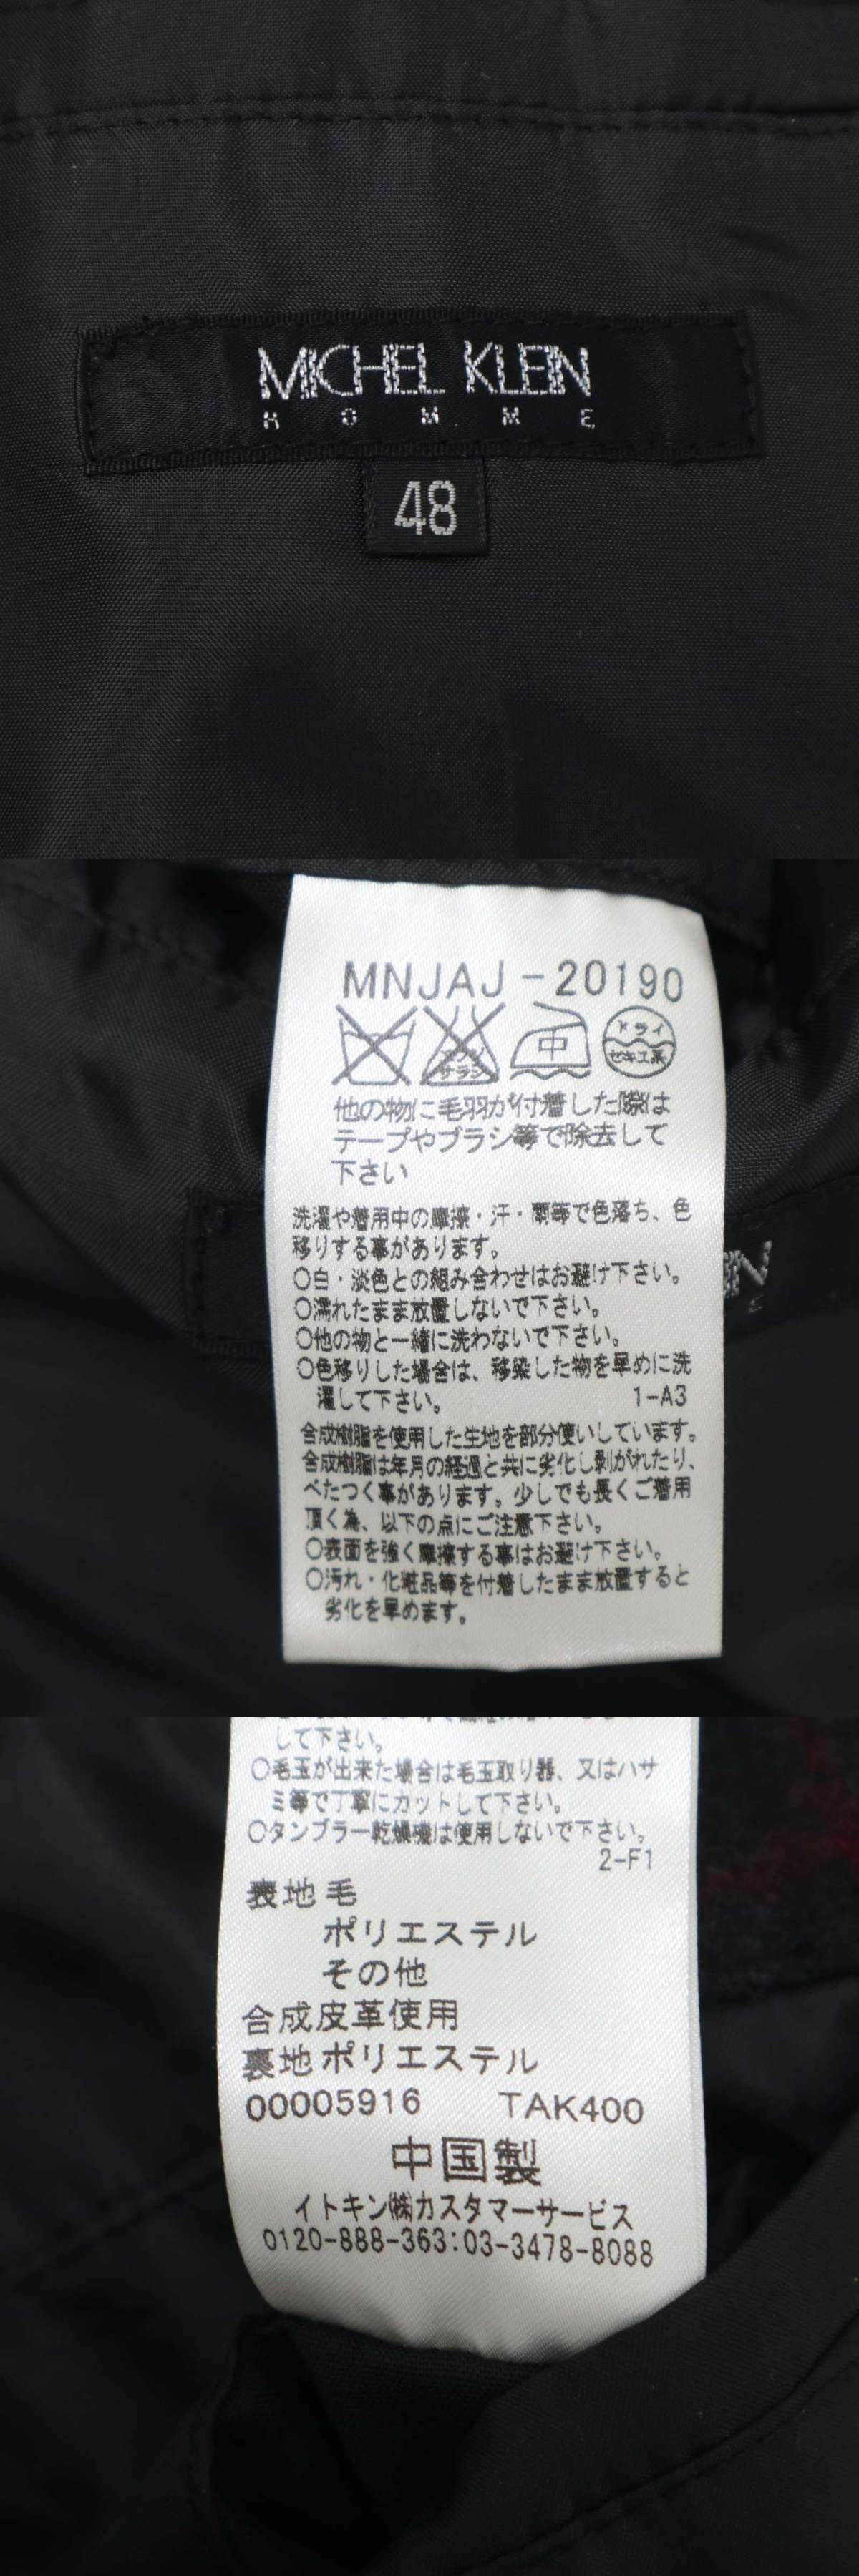 MICHEL KLEIN
HOMME
48
MNJAJ-20190
エンソ
サラシ
中
ドライ
セキユ系
他の物に毛羽が付着した際は
テープやブラシ等で除去して
下さい
IN
E
洗濯や着用中の摩擦・汗・雨等で色落ち、色
移りする事があります。
○白・淡色との組み合わせはお避け下さい。
○濡れたまま放置しないで下さい。
○他の物と一緒に洗わないで下さい。
○色移りした場合は、移染した物を早めに洗
濯して下さい。 1-A3
合成樹脂を使用した生地を部分使いしています。
合成樹脂は年月の経過と共に劣化し剥がれたり、
べたつく事があります。少しでも長くご着用
頂く為、以下の点にご注意下さい。
○表面を強く摩擦する事はお避け下さい。
○汚れ・化粧品等を付着したまま放置すると
劣化を早めます。
して下さい。
○毛玉が出来た場合は毛玉取り器、又はハサ
ミ等で丁寧にカットして下さい。
○タンブラー乾燥機は使用しないで下さい。
2-F1
表地 毛
ポリエステル
その他
合成皮革使用
裏地 ポリエステル
00005916 TAK400
中国製
イトキン㈱カスタマーサービス
0120-888-363:03-3478-8088